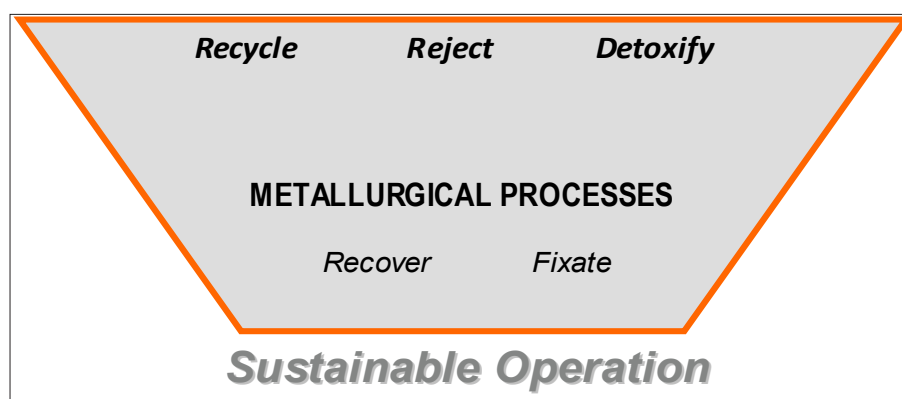 Recycle Reject Detoxify
METALLURGICAL PROCESSES
Recover Fixate
Sustainable Operation